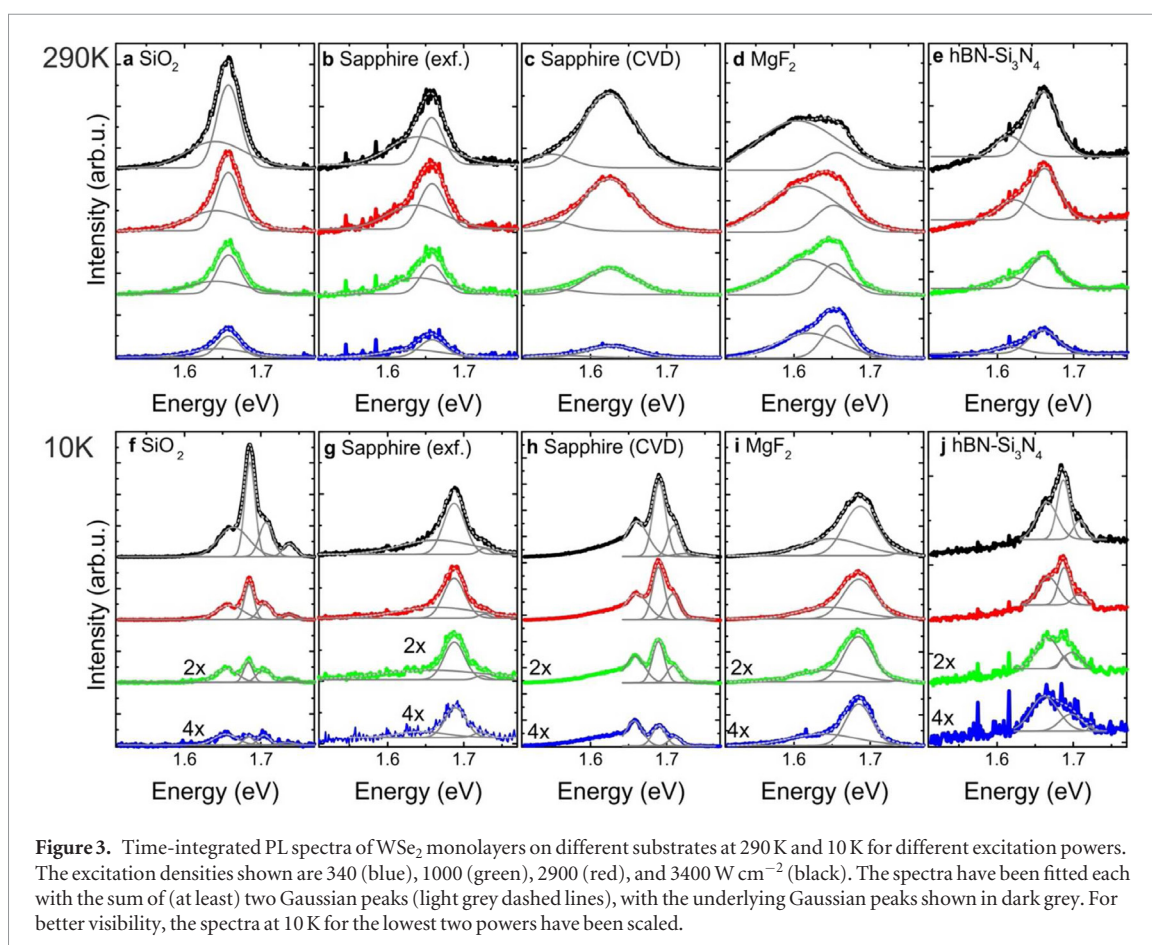 290K
a SiO₂
b Sapphire (exf.)
c Sapphire (CVD)
d MgF₂
e hBN-Si₃N₄
Intensity (arb.u.)
1.6 1.7 1.6 1.7 1.6 1.7 1.6 1.7 1.6 1.7
Energy (eV) Energy (eV) Energy (eV) Energy (eV) Energy (eV)
10K
f SiO₂
g Sapphire (exf.)
h Sapphire (CVD)
i MgF₂
j hBN-Si₃N₄
Intensity (arb.u.)
2x 2x 2x 2x 2x
4x 4x 4x 4x 4x
1.6 1.7 1.6 1.7 1.6 1.7 1.6 1.7 1.6 1.7
Energy (eV) Energy (eV) Energy (eV) Energy (eV) Energy (eV)
Figure 3. Time-integrated PL spectra of WSe₂ monolayers on different substrates at 290 K and 10 K for different excitation powers.
The excitation densities shown are 340 (blue), 1000 (green), 2900 (red), and 3400 W cm⁻² (black). The spectra have been fitted each
with the sum of (at least) two Gaussian peaks (light grey dashed lines), with the underlying Gaussian peaks shown in dark grey. For
better visibility, the spectra at 10 K for the lowest two powers have been scaled.